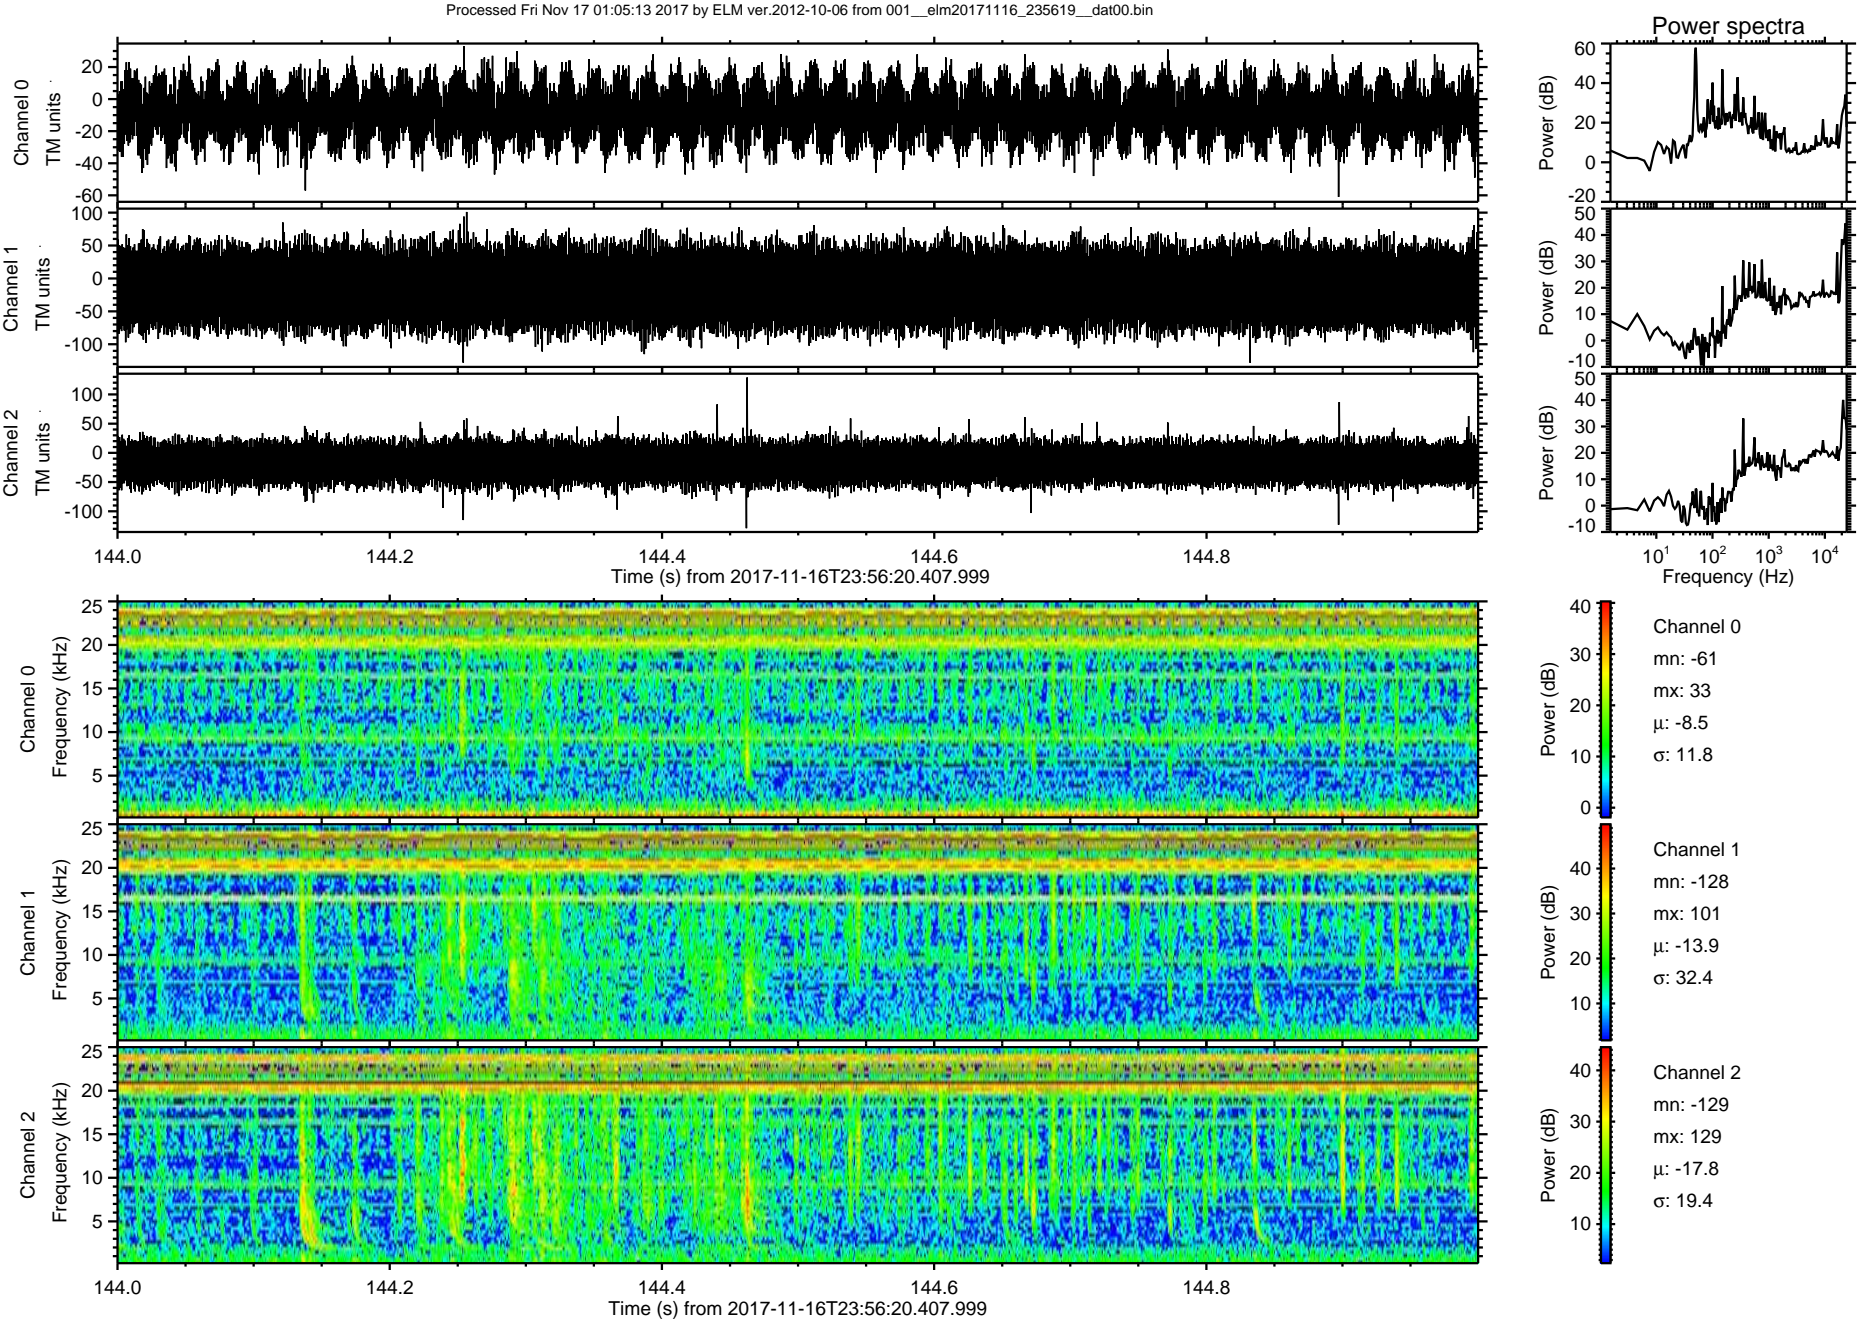 Processed Fri Nov 17 01:05:13 2017 by ELM ver.2012-10-06 from 001__elm20171116_235619__dat00.bin
Power spectra
Channel 0
TM units
20
0
-20
-40
-60
Power (dB)
60
40
20
0
-20
Channel 1
TM units
100
50
0
-50
-100
Power (dB)
50
40
30
20
10
0
-10
Channel 2
TM units
100
50
0
-50
-100
Power (dB)
50
40
30
20
10
0
-10
144.0 144.2 144.4 144.6 144.8
Time (s) from 2017-11-16T23:56:20.407.999
10¹ 10² 10³ 10⁴
Frequency (Hz)
Channel 0
Frequency (kHz)
25
20
15
10
5
Power (dB)
40
30
20
10
0
Channel 0
mn: -61
mx: 33
μ: -8.5
σ: 11.8
Channel 1
Frequency (kHz)
25
20
15
10
5
Power (dB)
40
30
20
10
Channel 1
mn: -128
mx: 101
μ: -13.9
σ: 32.4
Channel 2
Frequency (kHz)
25
20
15
10
5
Power (dB)
40
30
20
10
Channel 2
mn: -129
mx: 129
μ: -17.8
σ: 19.4
144.0 144.2 144.4 144.6 144.8
Time (s) from 2017-11-16T23:56:20.407.999